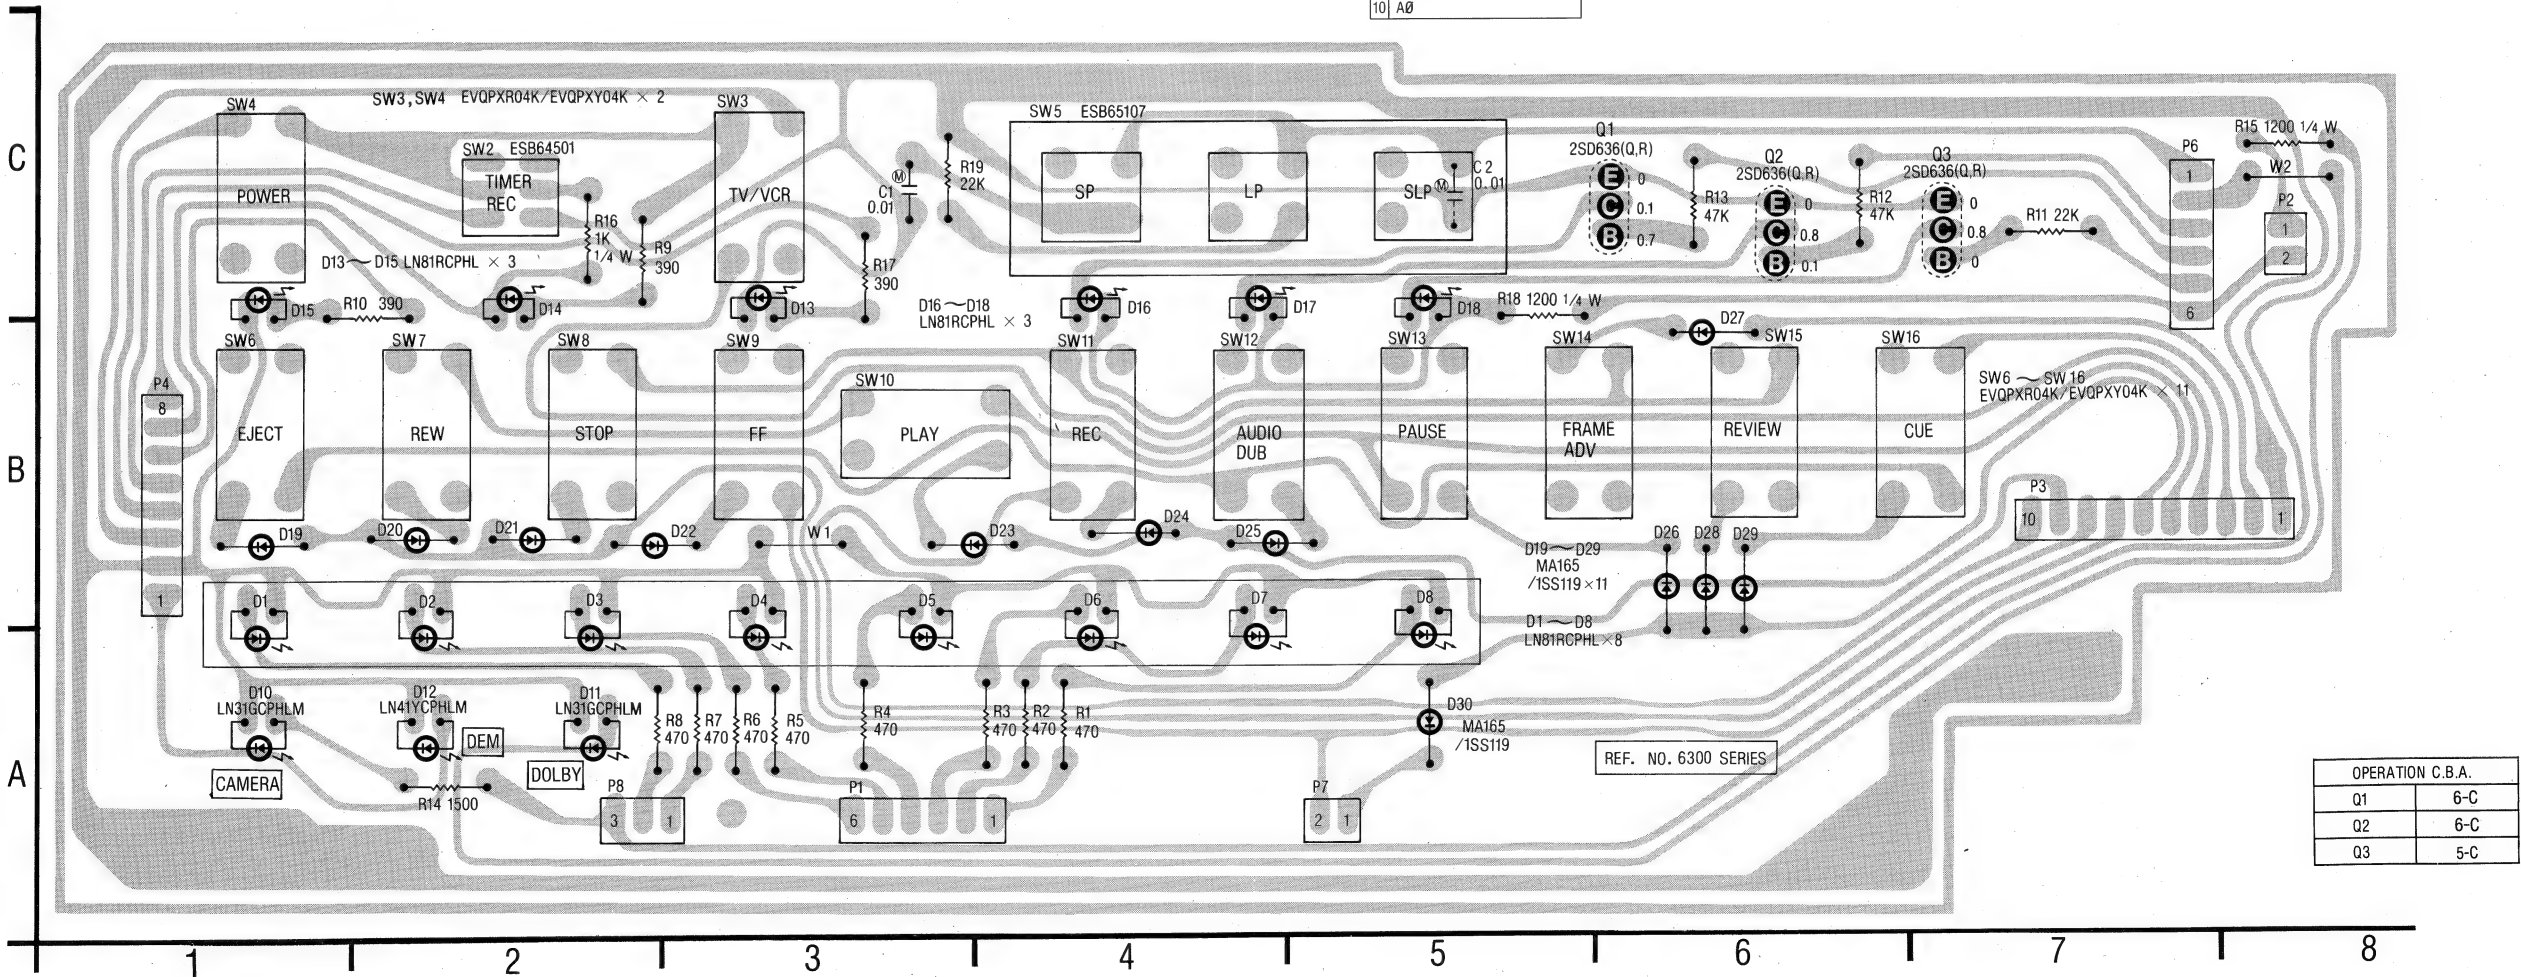 10 AØ
C
SW4
SW3,SW4 EVQPXR04K/EVQPXY04K × 2
SW3
SW5 ESB65107
POWER
SW2 ESB64501
TIMER
REC
R16
1K
1/4 W
R9
390
TV/VCR
C1
0.01
M
R19
22K
SP
LP
SLP
M
C 2
0.01
Q1
2SD636(Q,R)
E 0
C 0.1
B 0.7
R13
47K
Q2
2SD636(Q,R)
E 0
C 0.8
B 0.1
R12
47K
Q3
2SD636(Q,R)
E 0
C 0.8
B 0
R11 22K
P6
1
6
R15 1200 1/4 W
W2
P2
1
2
D13〜D15 LN81RCPHL × 3
R17
390
D15
R10 390
D14
D13
D16〜D18
LN81RCPHL × 3
D16
D17
D18
R18 1200 1/4 W
D27
B
P4
8
1
SW6
EJECT
SW7
REW
SW8
STOP
SW9
FF
SW10
PLAY
SW11
REC
SW12
AUDIO
DUB
SW13
PAUSE
SW14
FRAME
ADV
SW15
REVIEW
SW16
CUE
SW6 〜 SW16
EVQPXR04K/EVQPXY04K × 11
P3
10
1
D19
D20
D21
D22
W1
D23
D24
D25
D19〜D29
MA165
/1SS119×11
D26
D28
D29
D1
D2
D3
D4
D5
D6
D7
D8
D1 〜 D8
LN81RCPHL×8
A
D10
LN31GCPHLM
D12
LN41YCPHLM
D11
LN31GCPHLM
CAMERA
DEM
DOLBY
R14 1500
R8
470
R7
470
R6
470
R5
470
R4
470
R3
470
R2
470
R1
470
D30
MA165
/1SS119
P8
3 1
P1
6 1
P7
2 1
REF. NO. 6300 SERIES
OPERATION C.B.A.
Q1 6-C
Q2 6-C
Q3 5-C
1 2 3 4 5 6 7 8